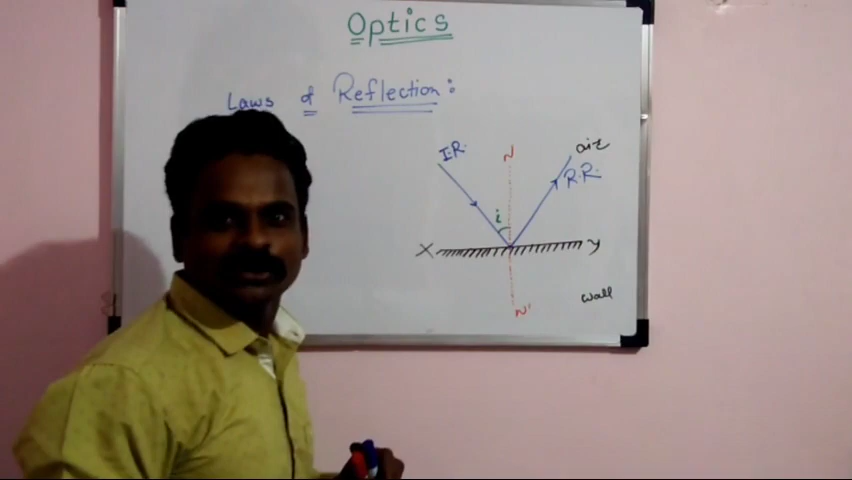 Optics
Laws of Reflection:
I.R.
N
air
R.R.
i
X
y
wall
N'